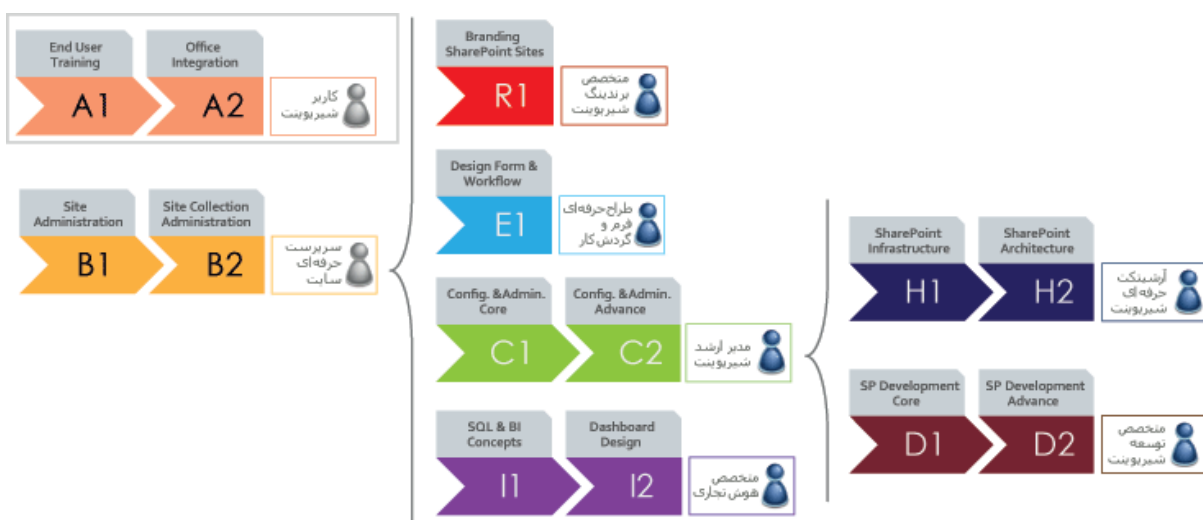 End User
Training
A1
Office
Integration
A2
کاربر
شیرپوینت
Site
Administration
B1
Site Collection
Administration
B2
سرپرست
حرفه‌ای
سایت
Branding
SharePoint Sites
R1
متخصص
برندینگ
شیرپوینت
Design Form &
Workflow
E1
طراح حرفه‌ای
فرم و
گردش کار
Config. &Admin.
Core
C1
Config. &Admin.
Advance
C2
مدیر ارشد
شیرپوینت
SQL & BI
Concepts
I1
Dashboard
Design
I2
متخصص
هوش تجاری
SharePoint
Infrastructure
H1
SharePoint
Architecture
H2
آرشیتکت
حرفه‌ای
شیرپوینت
SP Development
Core
D1
SP Development
Advance
D2
متخصص
توسعه
شیرپوینت